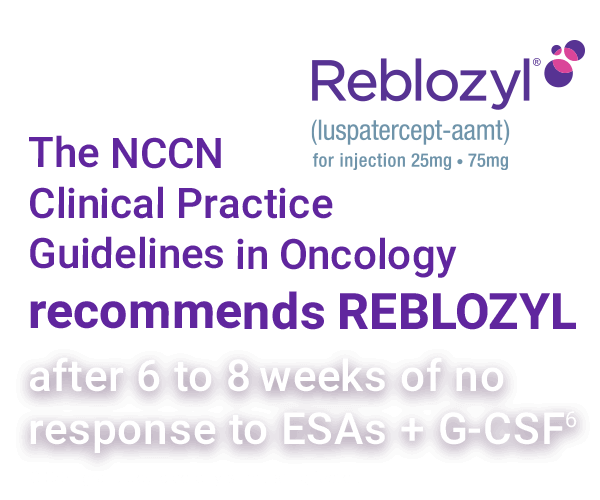 Reblozyl®
(luspatercept-aamt)
for injection 25mg • 75mg
The NCCN
Clinical Practice
Guidelines in Oncology
recommends REBLOZYL
after 6 to 8 weeks of no
response to ESAs + G-CSF6